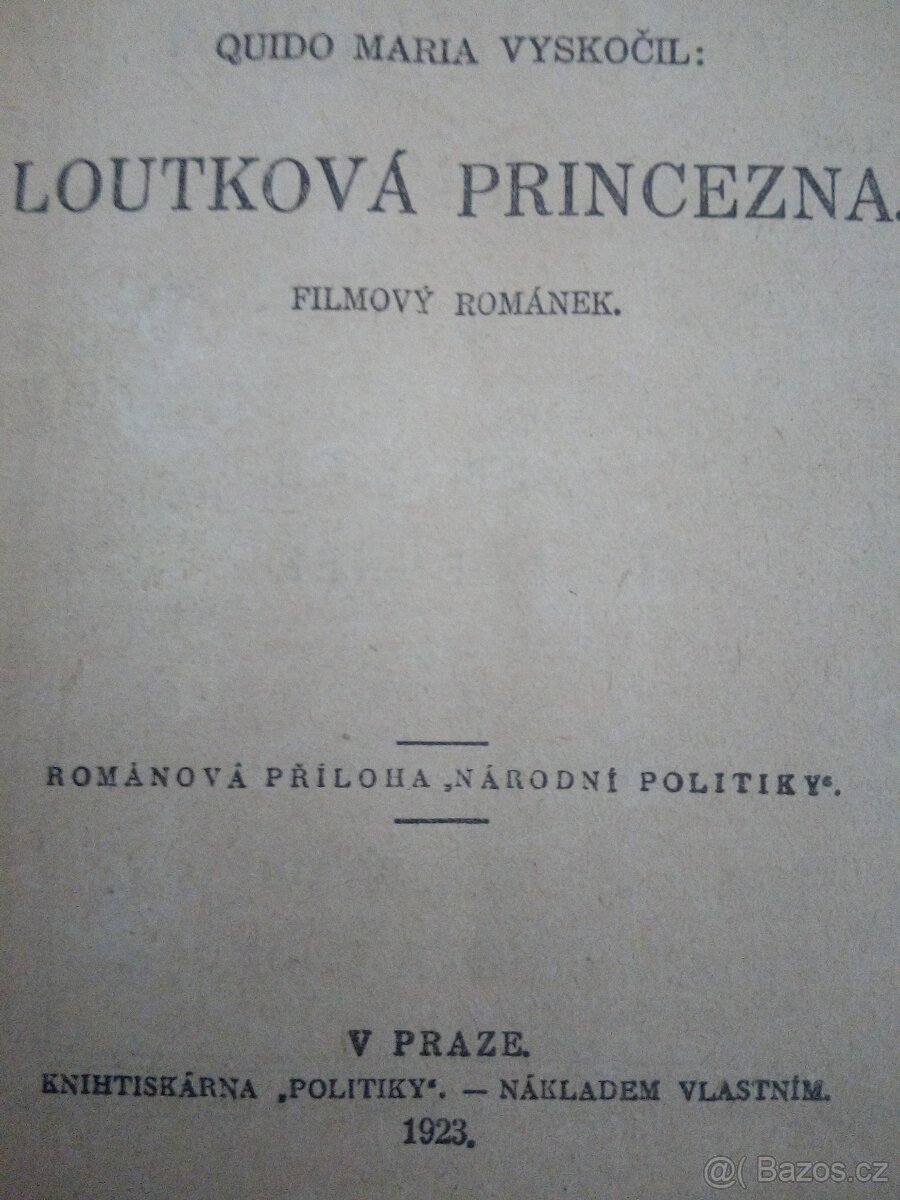 QUIDO MARIA VYSKOČIL:
LOUTKOVÁ PRINCEZNA.
FILMOVÝ ROMÁNEK.
ROMÁNOVÁ PŘÍLOHA „NÁRODNÍ POLITIKY“.
V PRAZE.
KNIHTISKÁRNA „POLITIKY“. — NÁKLADEM VLASTNÍM.
1923.
@( Bazos.cz